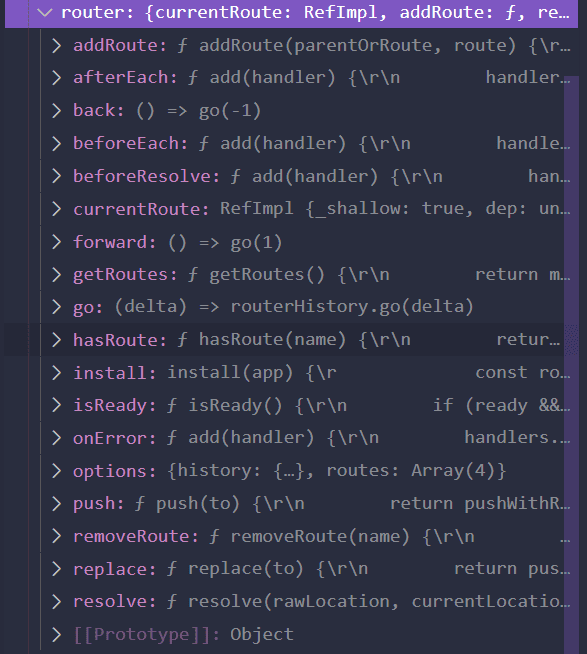 router: {currentRoute: RefImpl, addRoute: ƒ, re…
addRoute: ƒ addRoute(parentOrRoute, route) {\r…
afterEach: ƒ add(handler) {\r\n        handler…
back: () => go(-1)
beforeEach: ƒ add(handler) {\r\n        handle…
beforeResolve: ƒ add(handler) {\r\n        han…
currentRoute: RefImpl {_shallow: true, dep: un…
forward: () => go(1)
getRoutes: ƒ getRoutes() {\r\n        return m…
go: (delta) => routerHistory.go(delta)
hasRoute: ƒ hasRoute(name) {\r\n        retur…
install: install(app) {\r            const ro…
isReady: ƒ isReady() {\r\n        if (ready &&…
onError: ƒ add(handler) {\r\n        handlers.…
options: {history: {…}, routes: Array(4)}
push: ƒ push(to) {\r\n        return pushWithR…
removeRoute: ƒ removeRoute(name) {\r\n        …
replace: ƒ replace(to) {\r\n        return pus…
resolve: ƒ resolve(rawLocation, currentLocatio…
[[Prototype]]: Object